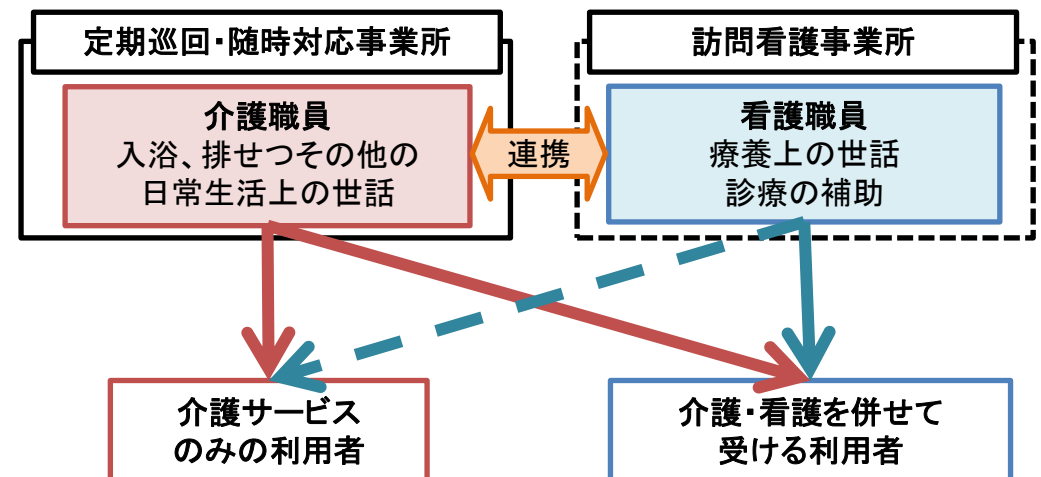 定期巡回・随時対応事業所
訪問看護事業所
介護職員
入浴、排せつその他の
日常生活上の世話
連携
看護職員
療養上の世話
診療の補助
介護サービス
のみの利用者
介護・看護を併せて
受ける利用者